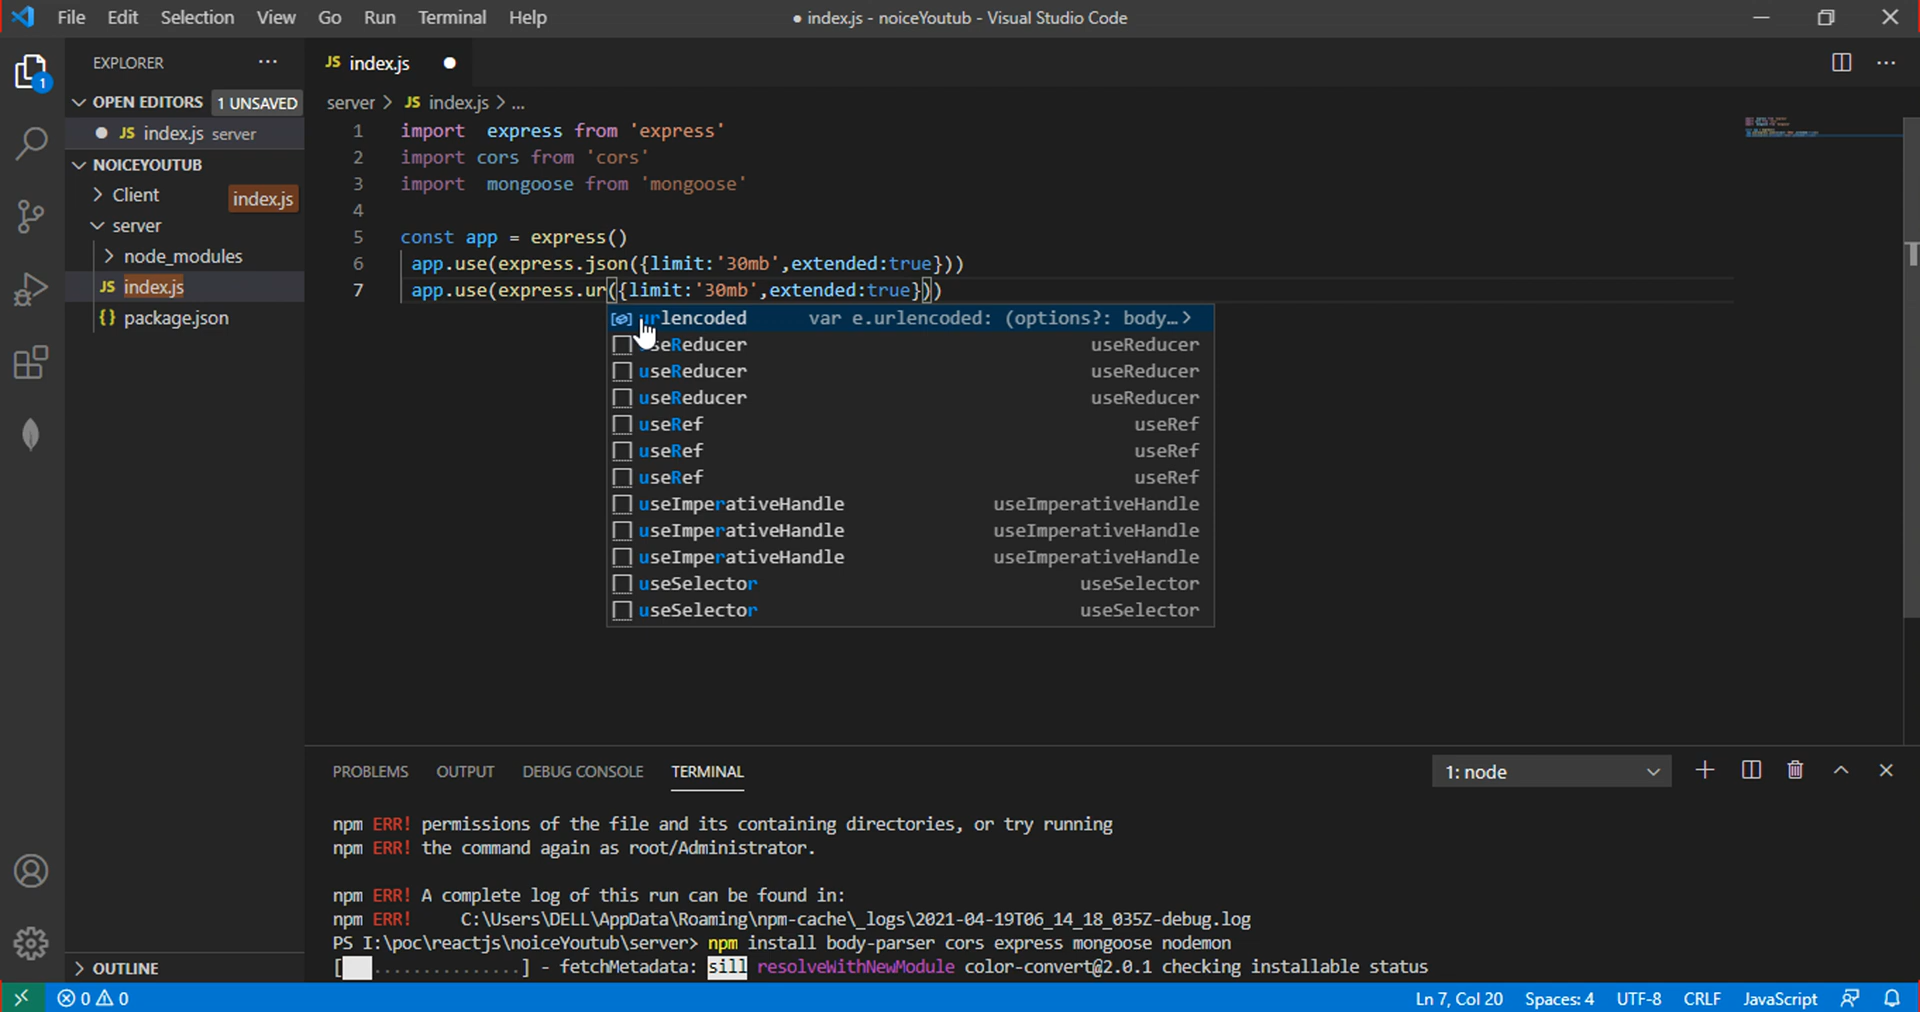 File Edit Selection View Go Run Terminal Help ● index.js - noiceYoutub - Visual Studio Code
EXPLORER ...
JS index.js ●
1
OPEN EDITORS 1 UNSAVED
● JS index.js server
NOICEYOUTUB
Client index.js
server
node_modules
JS index.js
{} package.json
OUTLINE
server > JS index.js > ...
1 import  express from 'express'
2 import cors from 'cors'
3 import  mongoose from 'mongoose'
4
5 const app = express()
6 app.use(express.json({limit:'30mb',extended:true}))
7 app.use(express.ur({limit:'30mb',extended:true}))
urlencoded var e.urlencoded: (options?: body…>
useReducer useReducer
useReducer useReducer
useReducer useReducer
useRef useRef
useRef useRef
useRef useRef
useImperativeHandle useImperativeHandle
useImperativeHandle useImperativeHandle
useImperativeHandle useImperativeHandle
useSelector useSelector
useSelector useSelector
PROBLEMS OUTPUT DEBUG CONSOLE TERMINAL 1: node
npm ERR! permissions of the file and its containing directories, or try running
npm ERR! the command again as root/Administrator.
npm ERR! A complete log of this run can be found in:
npm ERR!    C:\Users\DELL\AppData\Roaming\npm-cache\_logs\2021-04-19T06_14_18_035Z-debug.log
PS I:\poc\reactjs\noiceYoutub\server> npm install body-parser cors express mongoose nodemon
[ ...............] - fetchMetadata: sill resolveWithNewModule color-convert@2.0.1 checking installable status
0 0 Ln 7, Col 20 Spaces: 4 UTF-8 CRLF JavaScript